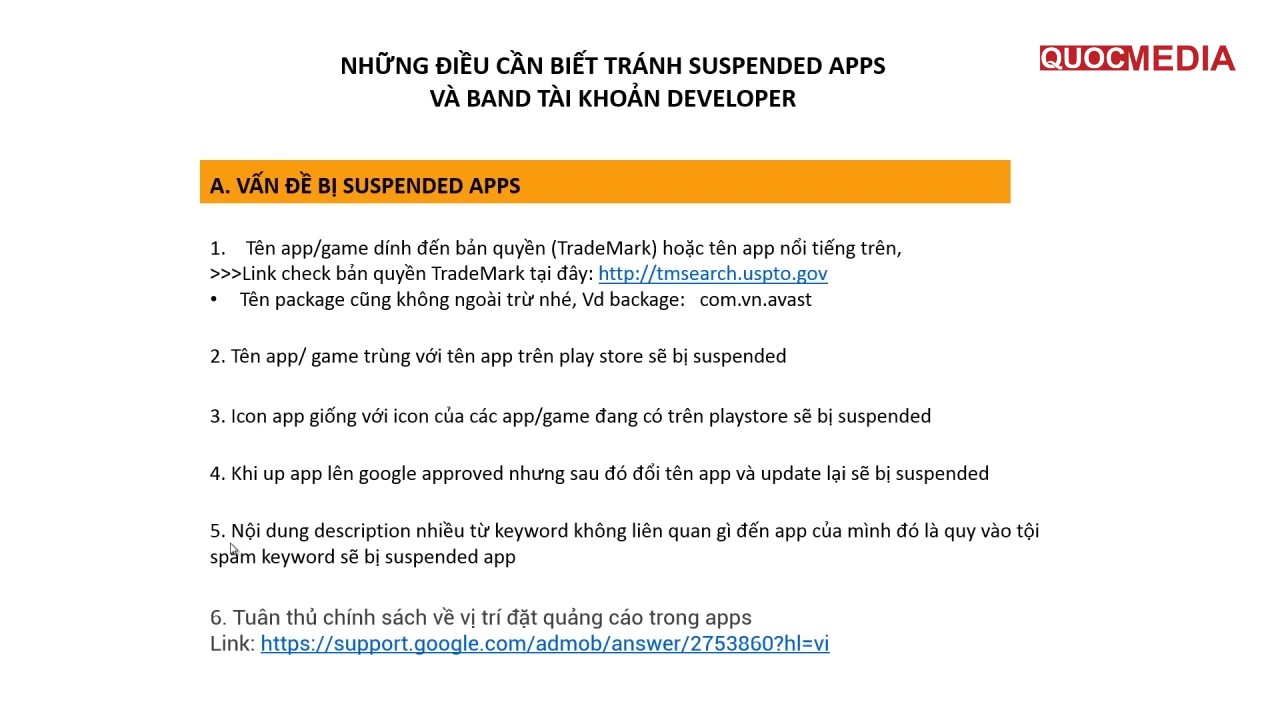 QUOCMEDIA
NHỮNG ĐIỀU CẦN BIẾT TRÁNH SUSPENDED APPS
VÀ BAND TÀI KHOẢN DEVELOPER
A. VẤN ĐỀ BỊ SUSPENDED APPS
1. Tên app/game dính đến bản quyền (TradeMark) hoặc tên app nổi tiếng trên,
>>>Link check bản quyền TradeMark tại đây: http://tmsearch.uspto.gov
• Tên package cũng không ngoài trừ nhé, Vd backage: com.vn.avast
2. Tên app/ game trùng với tên app trên play store sẽ bị suspended
3. Icon app giống với icon của các app/game đang có trên playstore sẽ bị suspended
4. Khi up app lên google approved nhưng sau đó đổi tên app và update lại sẽ bị suspended
5. Nội dung description nhiều từ keyword không liên quan gì đến app của mình đó là quy vào tội
spam keyword sẽ bị suspended app
6. Tuân thủ chính sách về vị trí đặt quảng cáo trong apps
Link: https://support.google.com/admob/answer/2753860?hl=vi